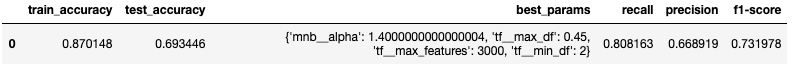 train_accuracy test_accuracy best_params recall precision f1-score
0 0.870148 0.693446 {'mnb__alpha': 1.4000000000000004, 'tf__max_df': 0.45, 0.808163 0.668919 0.731978
'tf__max_features': 3000, 'tf__min_df': 2}